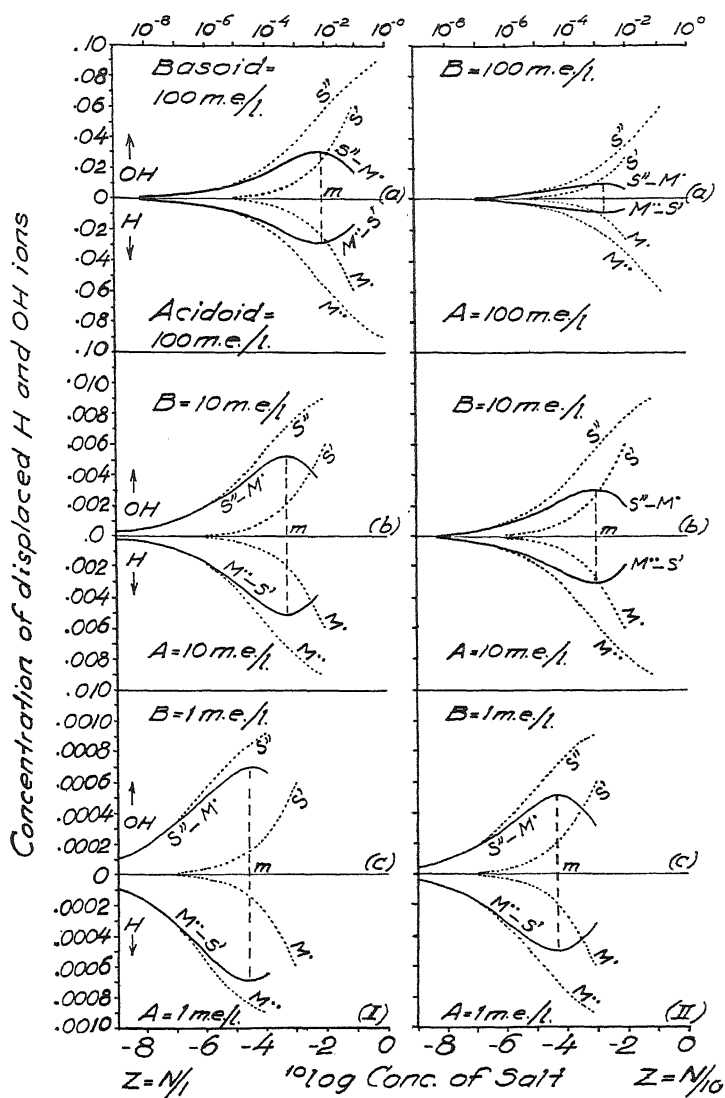 10⁻⁸ 10⁻⁶ 10⁻⁴ 10⁻² 10⁻⁰
10⁻⁸ 10⁻⁶ 10⁻⁴ 10⁻² 10⁰
Concentration of displaced H and OH ions
.10
.08
.06
.04
.02
0
.02
.04
.06
.08
.10
OH
H
Basoid=
100 m.e/l.
S''
S'
S''-M·
m
(a)
M··-S'
M.
M..
Acidoid=
100 m.e/l.
B=100 m.e/l.
S''
S'
S''-M·
(a)
M··-S'
m
M.
M..
A=100 m.e/l.
.010
.008
.006
.004
.002
.0
.002
.004
.006
.008
.010
OH
H
B=10 m.e/l.
S''
S'
S''-M·
m
(b)
M··-S'
M.
M..
A=10 m.e/l.
B=10 m.e/l.
S''
S'
S''-M·
m
(b)
M··-S'
M.
M..
A=10 m.e/l.
.0010
.0008
.0006
.0004
.0002
0
.0002
.0004
.0006
.0008
.0010
OH
H
B=1 m.e/l.
S''
S'
S''-M·
m
(c)
M··-S'
M.
M..
A=1 m.e/l.
(I)
B=1 m.e/l.
S''
S'
S''-M·
m
(c)
M··-S'
M.
M..
A=1 m.e/l.
(II)
-8 -6 -4 -2 0
-8 -6 -4 -2 0
Z=N/1 ¹⁰log Conc. of Salt Z=N/10